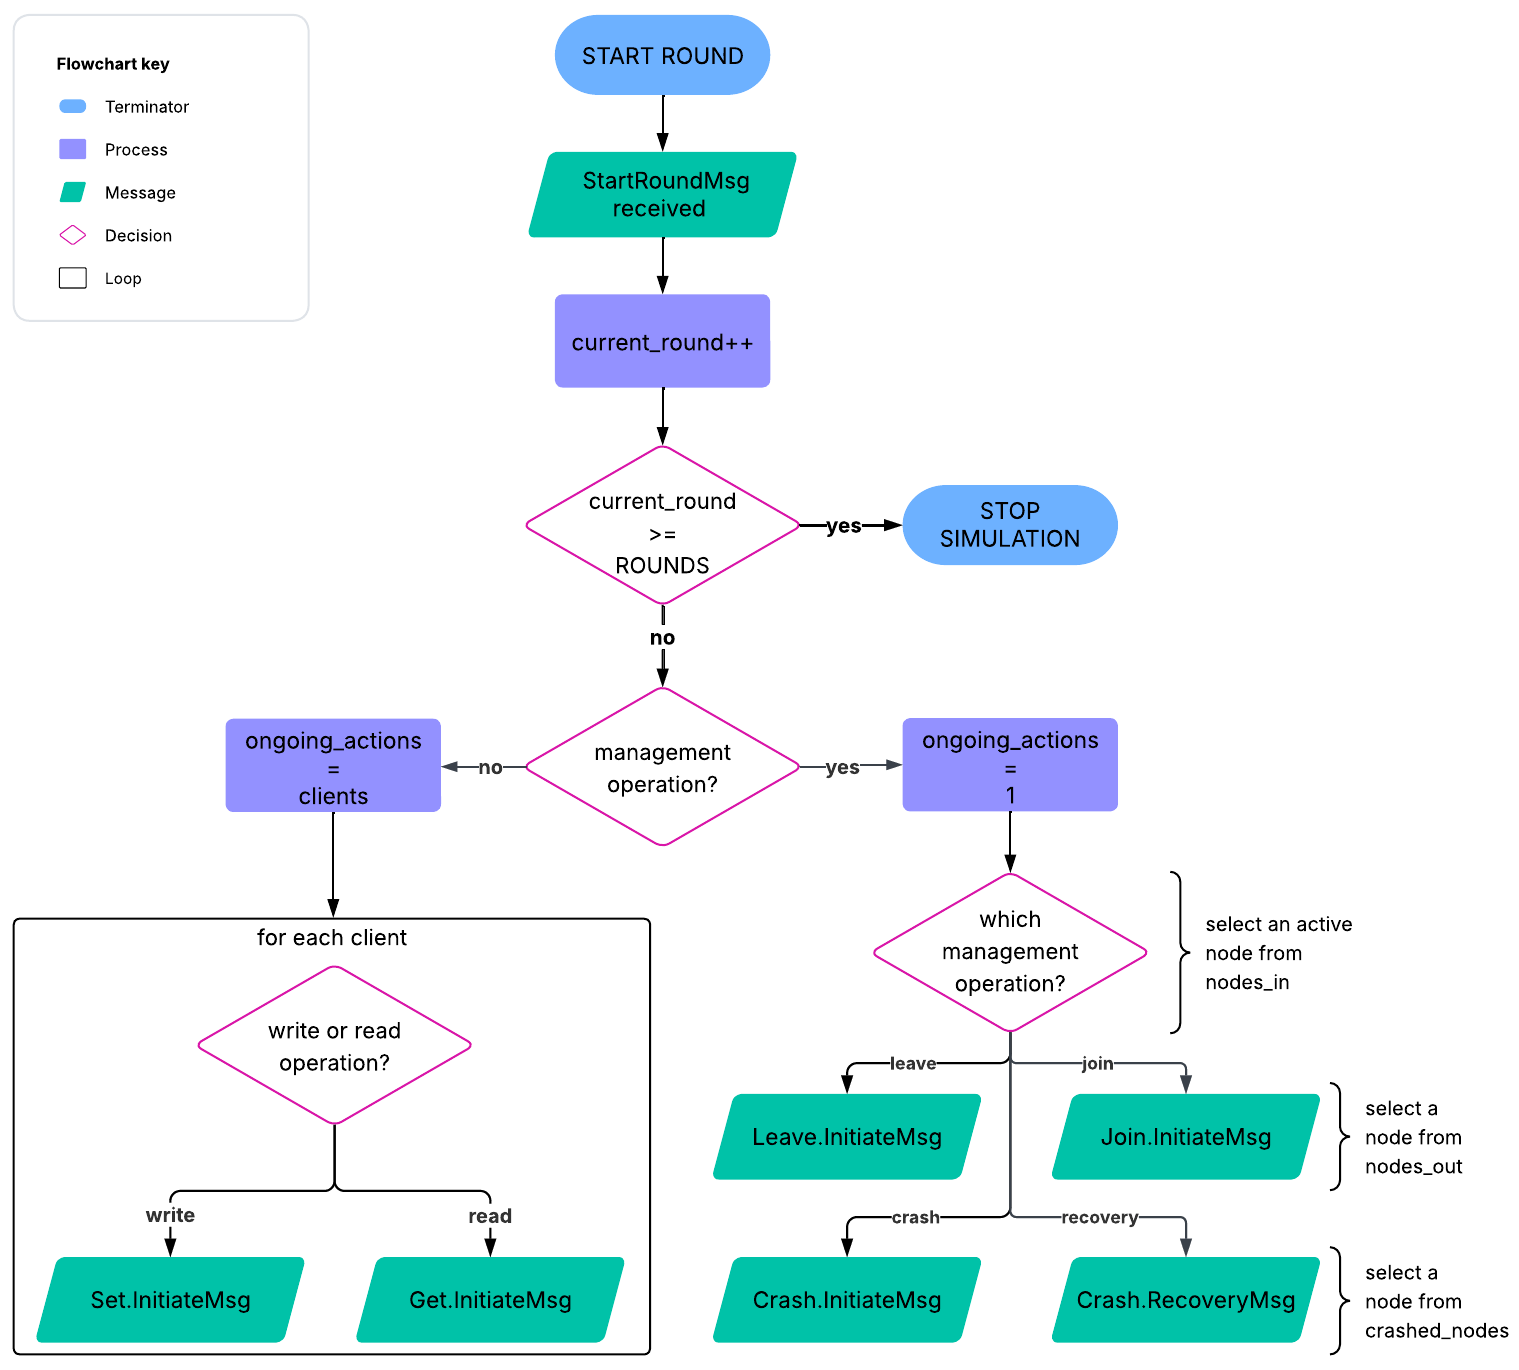 Flowchart key
Terminator
Process
Message
Decision
Loop
START ROUND
StartRoundMsg
received
current_round++
current_round
>=
ROUNDS
yes
STOP
SIMULATION
no
management
operation?
no
ongoing_actions
=
clients
yes
ongoing_actions
=
1
for each client
write or read
operation?
write
read
Set.InitiateMsg
Get.InitiateMsg
which
management
operation?
select an active
node from
nodes_in
leave
join
Leave.InitiateMsg
Join.InitiateMsg
select a
node from
nodes_out
crash
recovery
Crash.InitiateMsg
Crash.RecoveryMsg
select a
node from
crashed_nodes